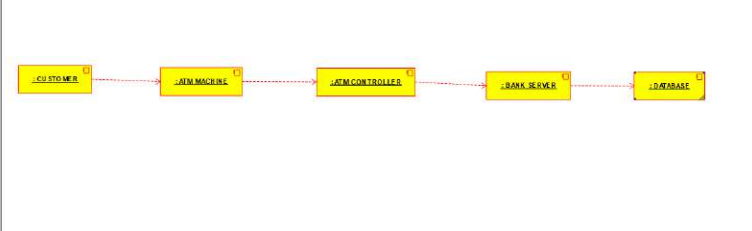 : CUSTOMER
: ATM MACHINE
: ATM CONTROLLER
: BANK SERVER
: DATABASE